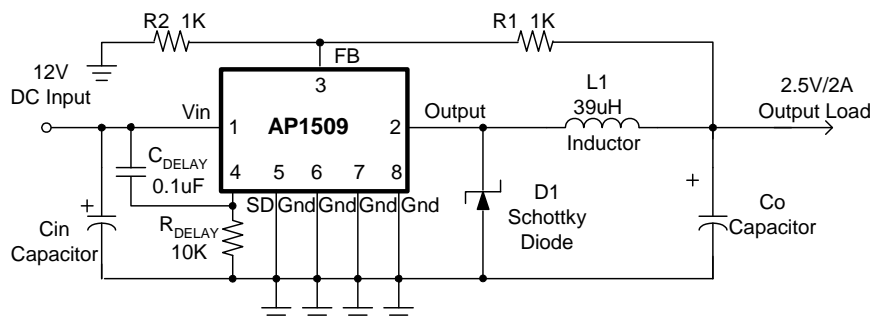 R2 1K
R1 1K
FB
12V
DC Input
Vin
3
1
AP1509
2
Output
L1
39uH
Inductor
2.5V/2A
Output Load
4
5
6
7
8
C_DELAY
0.1uF
SD
Gnd
Gnd
Gnd
Gnd
+
Cin
Capacitor
R_DELAY
10K
D1
Schottky
Diode
+
Co
Capacitor